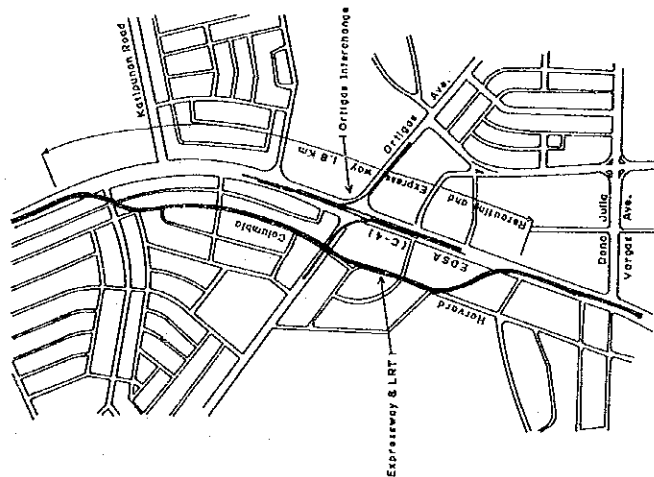 Katipunan Road
Ortigas Interchange
Ortigas Ave.
Rerouting and Expressway 1.8 Km
Columbia
EDSA (C-4)
Harvard
Dona Julia Vargas Ave.
Expressway & LRT